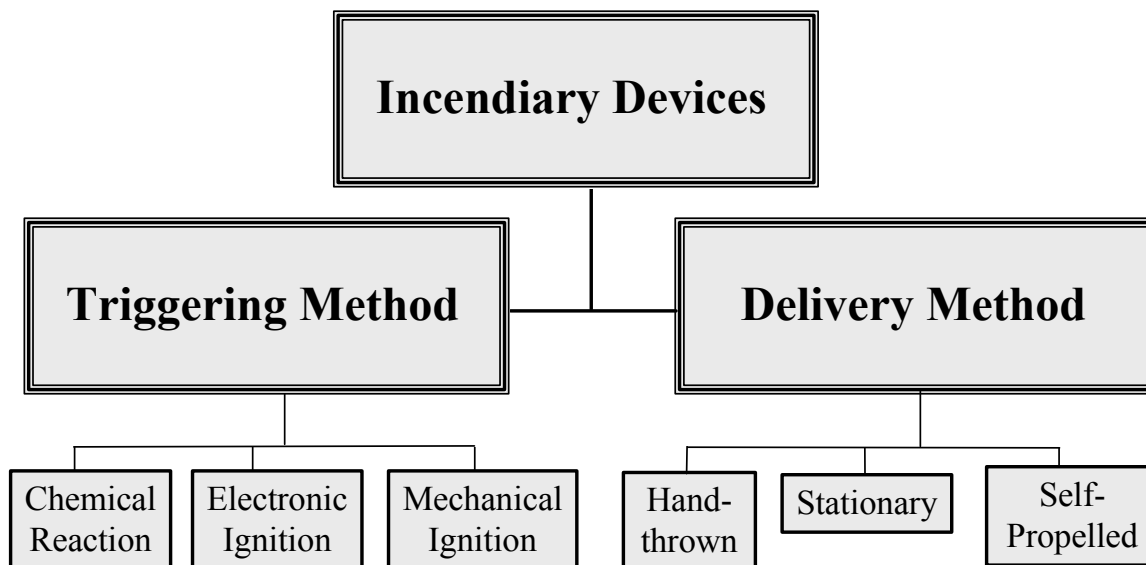 Incendiary Devices
Triggering Method
Delivery Method
Chemical
Reaction
Electronic
Ignition
Mechanical
Ignition
Hand-
thrown
Stationary
Self-
Propelled